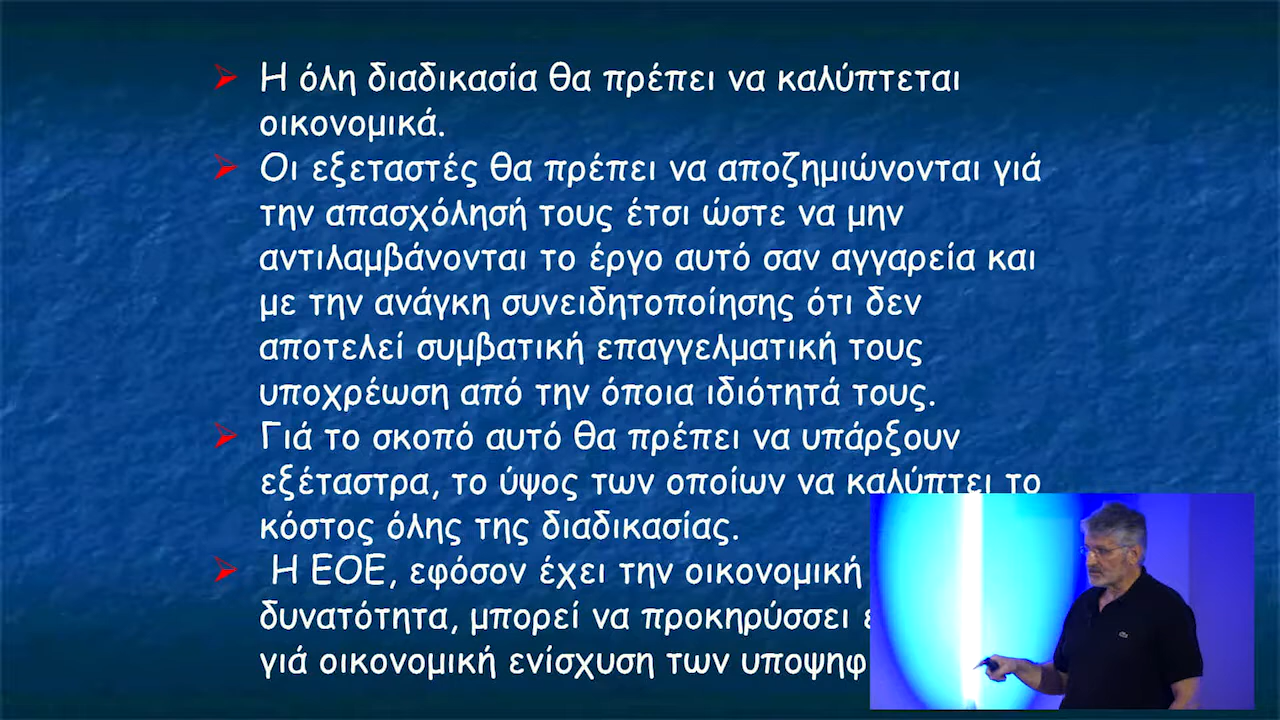 Η όλη διαδικασία θα πρέπει να καλύπτεται
οικονομικά.
Οι εξεταστές θα πρέπει να αποζημιώνονται γιά
την απασχόλησή τους έτσι ώστε να μην
αντιλαμβάνονται το έργο αυτό σαν αγγαρεία και
με την ανάγκη συνειδητοποίησης ότι δεν
αποτελεί συμβατική επαγγελματική τους
υποχρέωση από την όποια ιδιότητά τους.
Γιά το σκοπό αυτό θα πρέπει να υπάρξουν
εξέταστρα, το ύψος των οποίων να καλύπτει το
κόστος όλης της διαδικασίας.
Η ΕΟΕ, εφόσον έχει την οικονομική
δυνατότητα, μπορεί να προκηρύσσει
γιά οικονομική ενίσχυση των